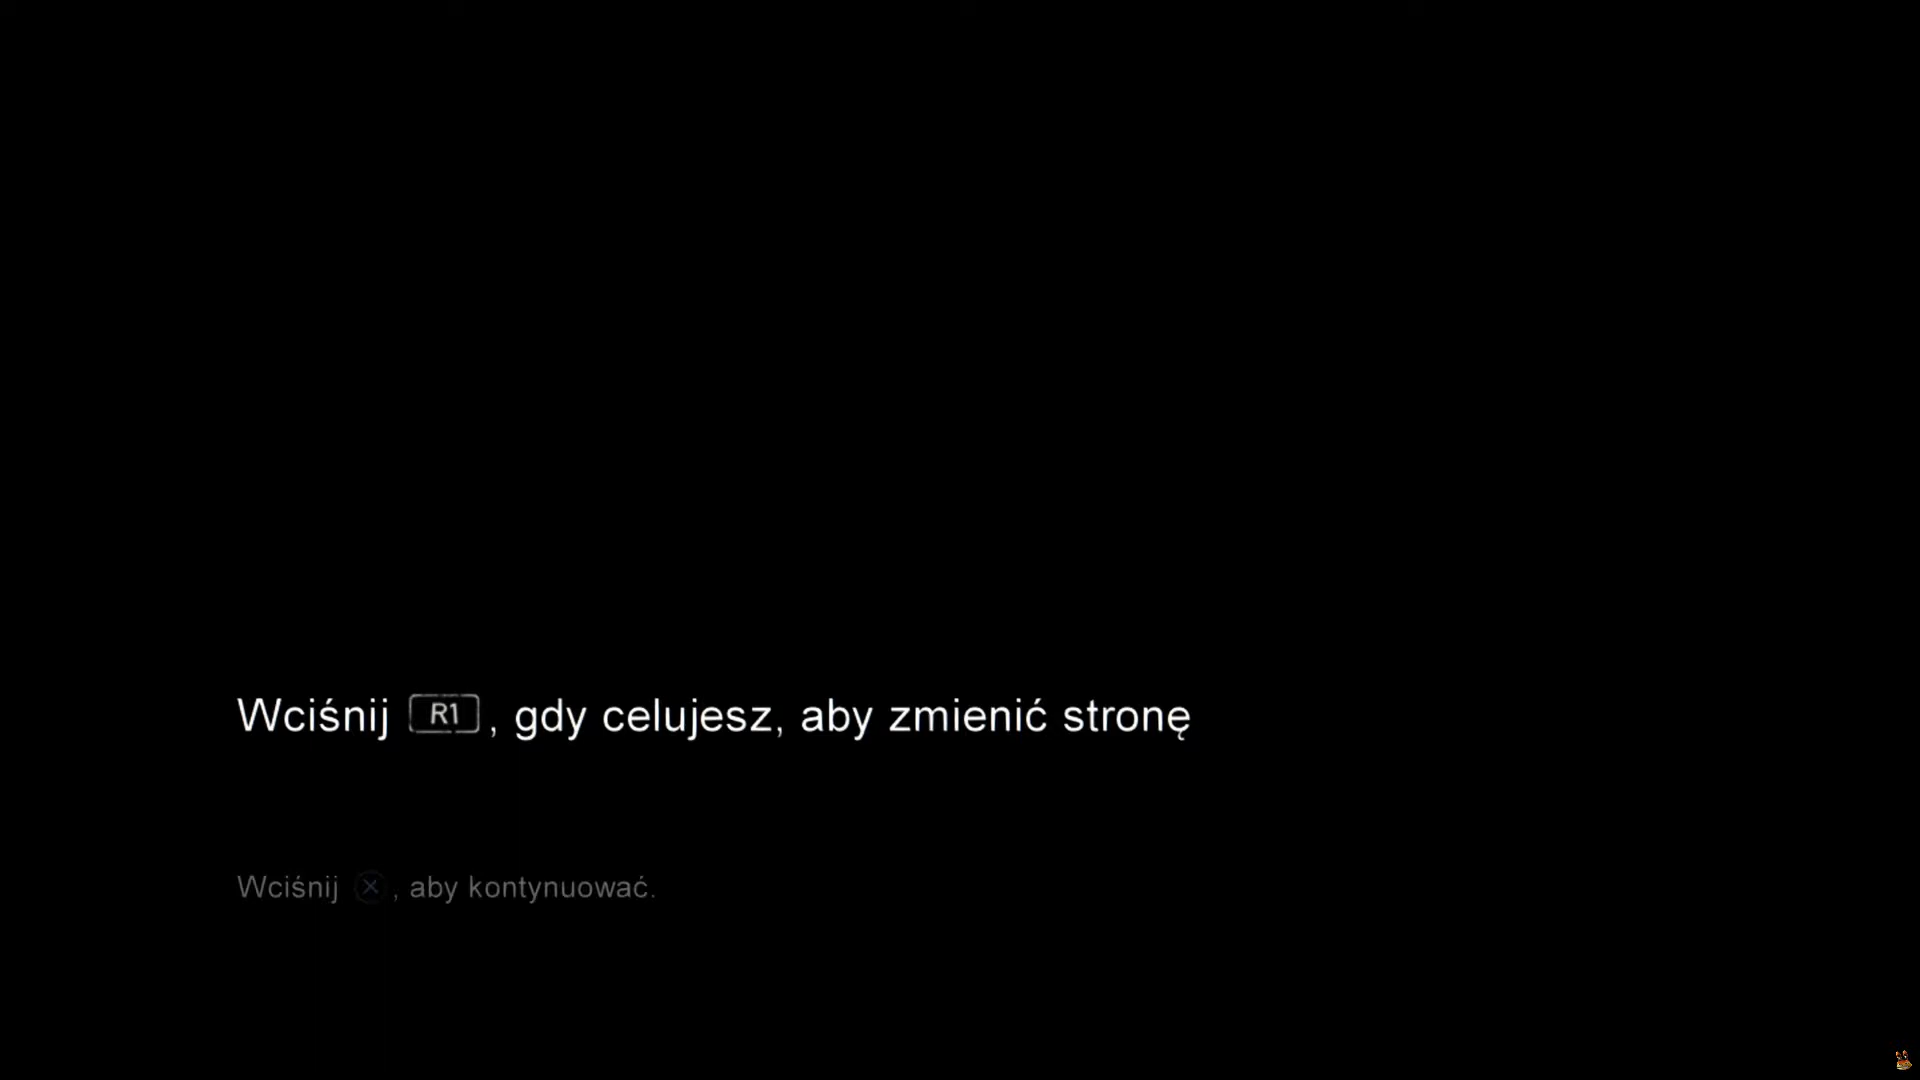 Wciśnij R1, gdy celujesz, aby zmienić stronę
Wciśnij ⊗, aby kontynuować.